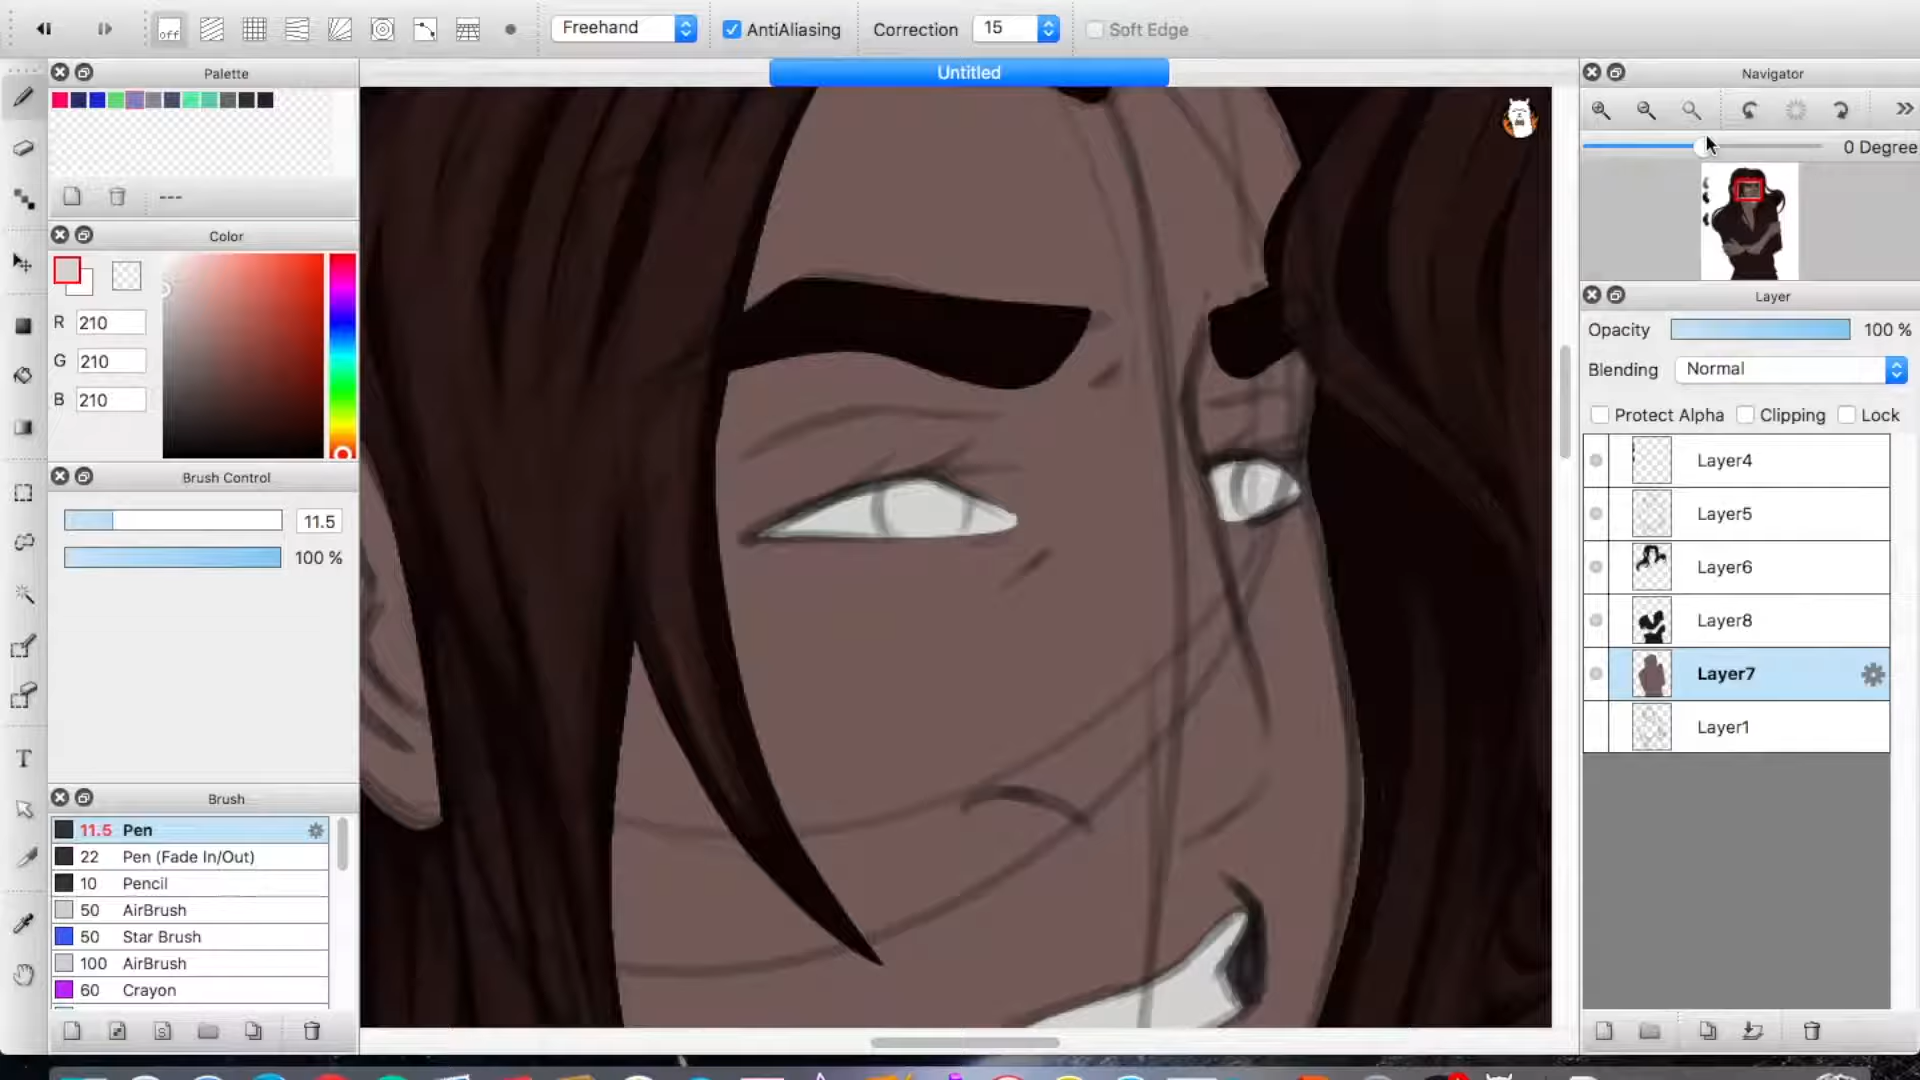 off
Freehand
AntiAliasing
Correction
15
Soft Edge
Palette
Untitled
Navigator
0 Degree
---
Color
R 210
G 210
B 210
Layer
Opacity
100 %
Blending
Normal
Protect Alpha
Clipping
Lock
Brush Control
11.5
100 %
Layer4
Layer5
Layer6
Layer8
Layer7
Layer1
T
Brush
11.5 Pen
22 Pen (Fade In/Out)
10 Pencil
50 AirBrush
50 Star Brush
100 AirBrush
60 Crayon
S